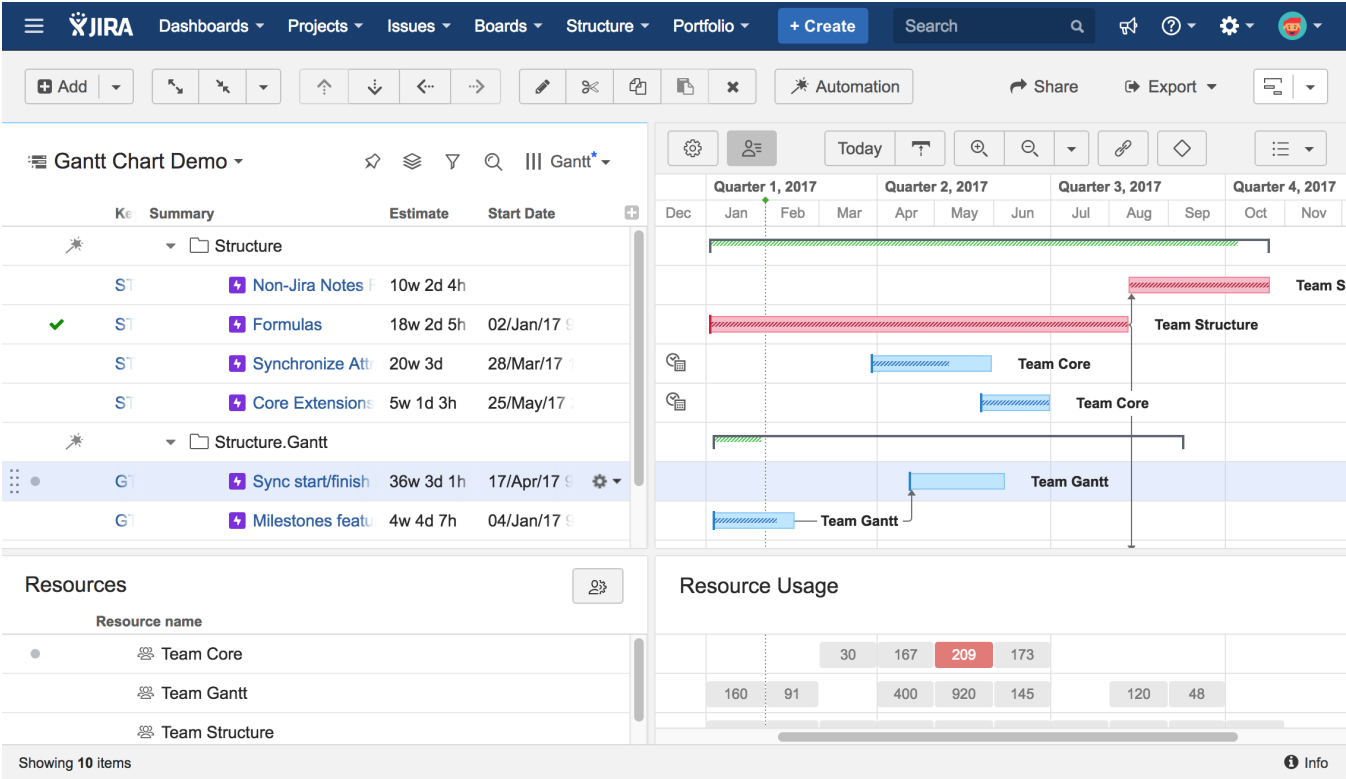 JIRA Dashboards Projects Issues Boards Structure Portfolio + Create Search
Add Automation Share Export
Gantt Chart Demo Gantt*
Today
Quarter 1, 2017 Quarter 2, 2017 Quarter 3, 2017 Quarter 4, 2017
Ke Summary Estimate Start Date
Dec Jan Feb Mar Apr May Jun Jul Aug Sep Oct Nov
Structure
ST Non-Jira Notes 10w 2d 4h Team S
ST Formulas 18w 2d 5h 02/Jan/17 9 Team Structure
ST Synchronize Attr 20w 3d 28/Mar/17 1 Team Core
ST Core Extensions 5w 1d 3h 25/May/17 Team Core
Structure.Gantt
GT Sync start/finish 36w 3d 1h 17/Apr/17 9 Team Gantt
GT Milestones featu 4w 4d 7h 04/Jan/17 9 Team Gantt
Resources Resource Usage
Resource name
Team Core 30 167 209 173
Team Gantt 160 91 400 920 145 120 48
Team Structure
Showing 10 items Info